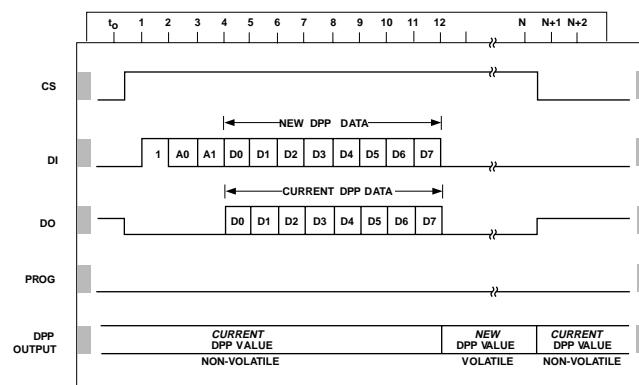 to 1 2 3 4 5 6 7 8 9 10 11 12 N N+1 N+2
CS
NEW DPP DATA
DI 1 A0 A1 D0 D1 D2 D3 D4 D5 D6 D7
CURRENT DPP DATA
DO D0 D1 D2 D3 D4 D5 D6 D7
PROG
DPP OUTPUT
CURRENT DPP VALUE
NON-VOLATILE
NEW DPP VALUE
VOLATILE
CURRENT DPP VALUE
NON-VOLATILE